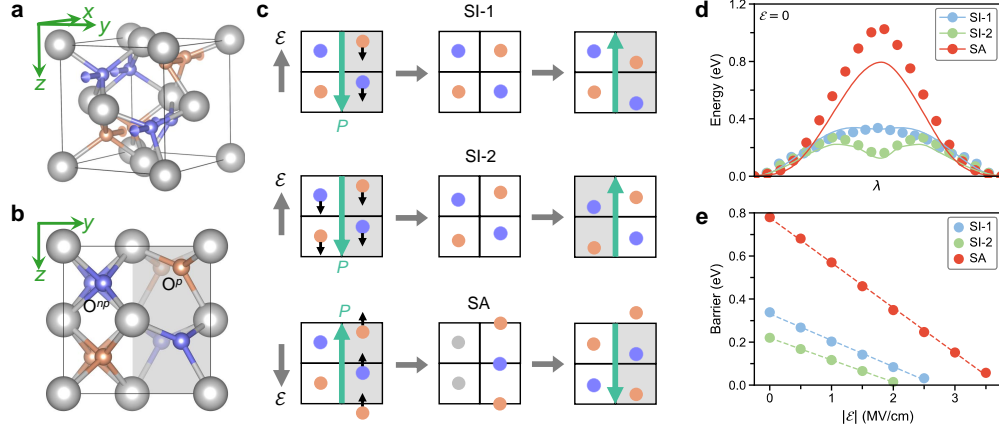 a
x
y
z
b
y
z
Oⁿᵖ
Oᵖ
c
SI-1
ℰ
P
SI-2
ℰ
P
SA
P
ℰ
d
ℰ = 0
SI-1
SI-2
SA
Energy (eV)
1.2
0.8
0.4
0.0
λ
e
SI-1
SI-2
SA
Barrier (eV)
0.8
0.6
0.4
0.2
0.0
0 1 2 3
|ℰ| (MV/cm)